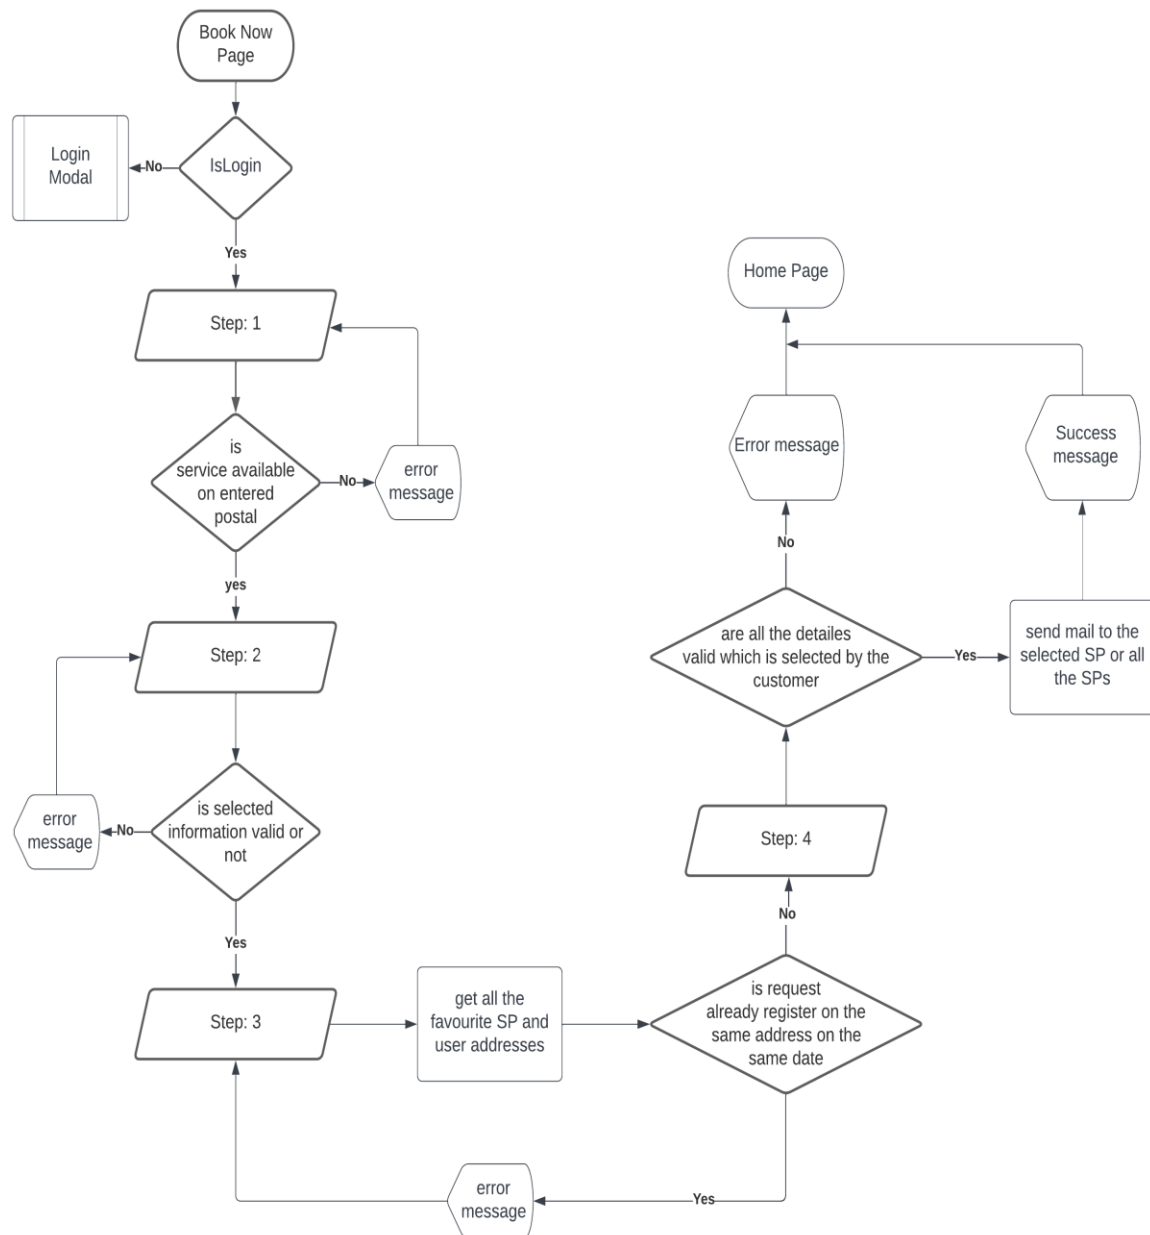 Book Now
Page
IsLogin
No
Login
Modal
Yes
Step: 1
is
service available
on entered
postal
No
error
message
yes
Step: 2
is selected
information valid or
not
No
error
message
Yes
Step: 3
get all the
favourite SP and
user addresses
is request
already register on the
same address on the
same date
Yes
error
message
No
Step: 4
are all the detailes
valid which is selected by the
customer
No
Error message
Yes
send mail to the
selected SP or all
the SPs
Success
message
Home Page